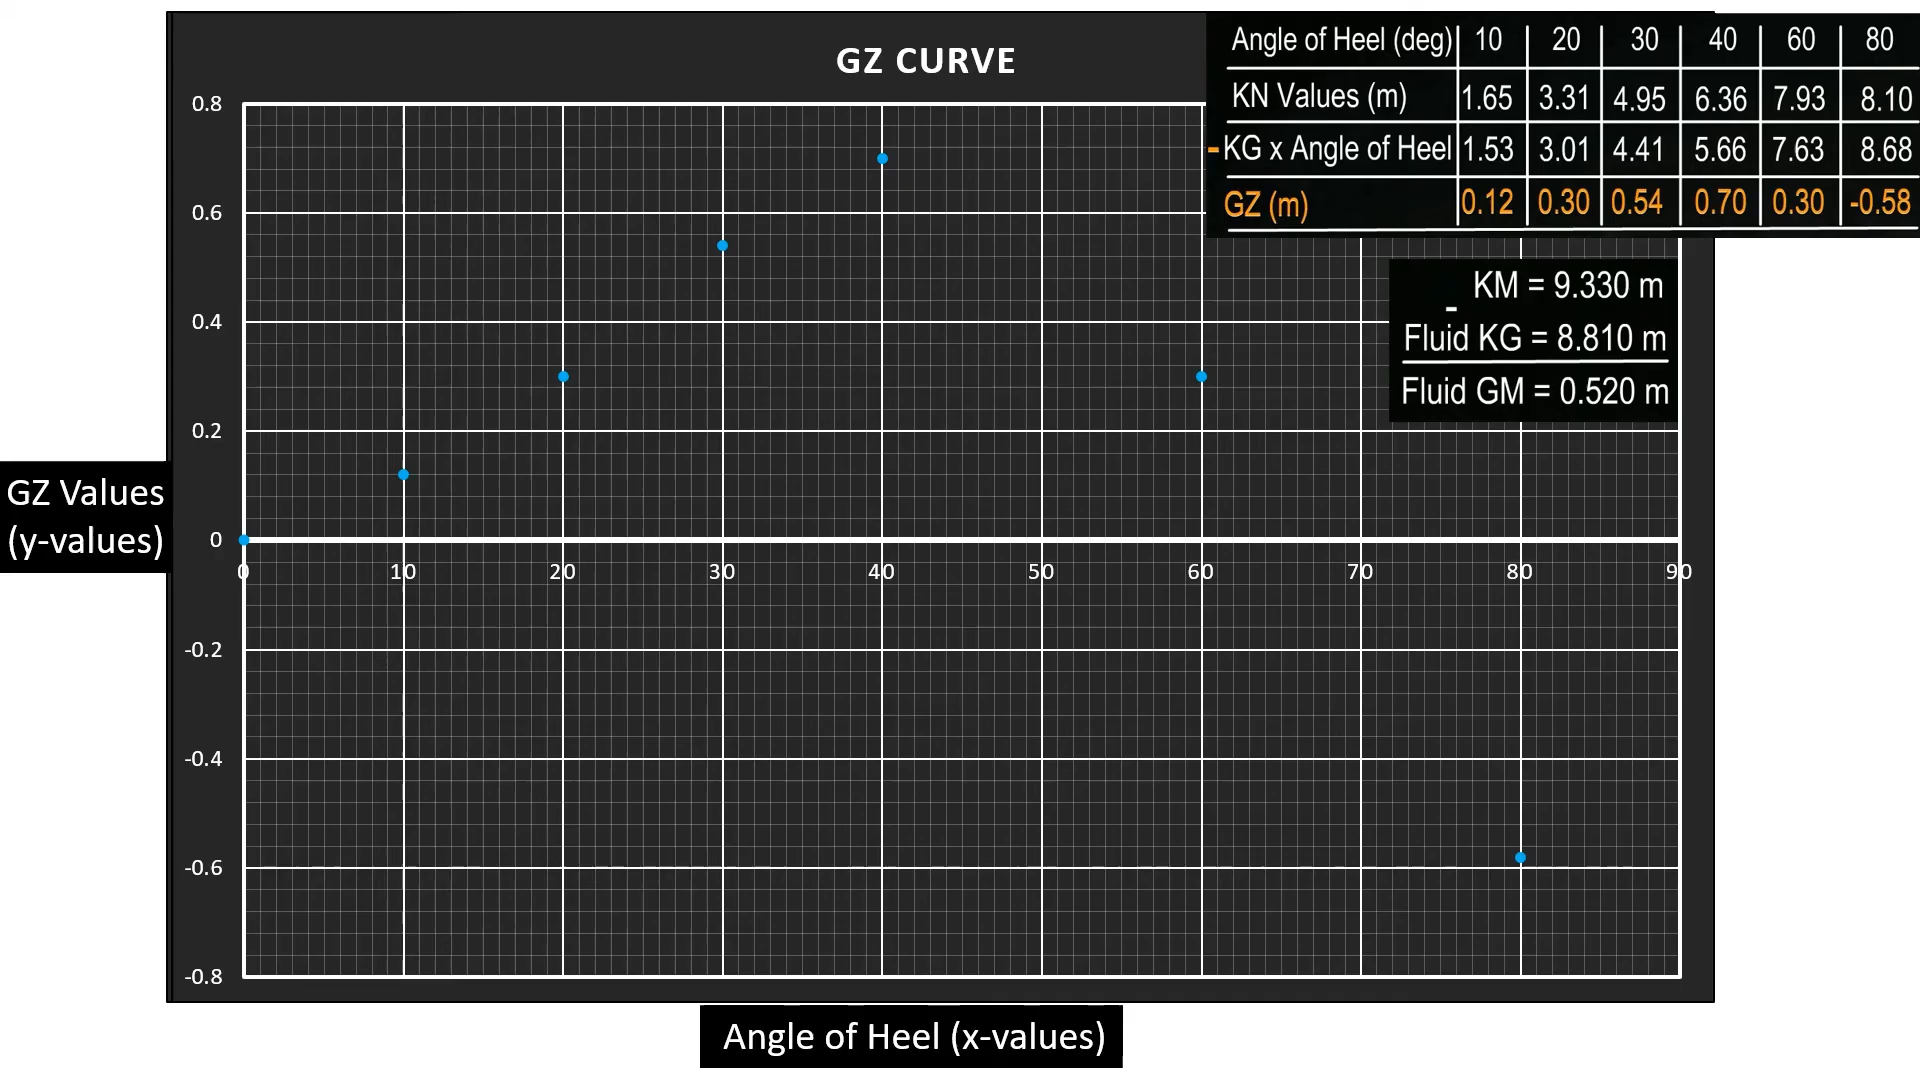 GZ CURVE
Angle of Heel (deg) 10 20 30 40 60 80
KN Values (m) 1.65 3.31 4.95 6.36 7.93 8.10
-KG x Angle of Heel 1.53 3.01 4.41 5.66 7.63 8.68
GZ (m) 0.12 0.30 0.54 0.70 0.30 -0.58
KM = 9.330 m
-
Fluid KG = 8.810 m
Fluid GM = 0.520 m
0.8
0.6
0.4
0.2
0
-0.2
-0.4
-0.6
-0.8
GZ Values
(y-values)
0 10 20 30 40 50 60 70 80 90
Angle of Heel (x-values)